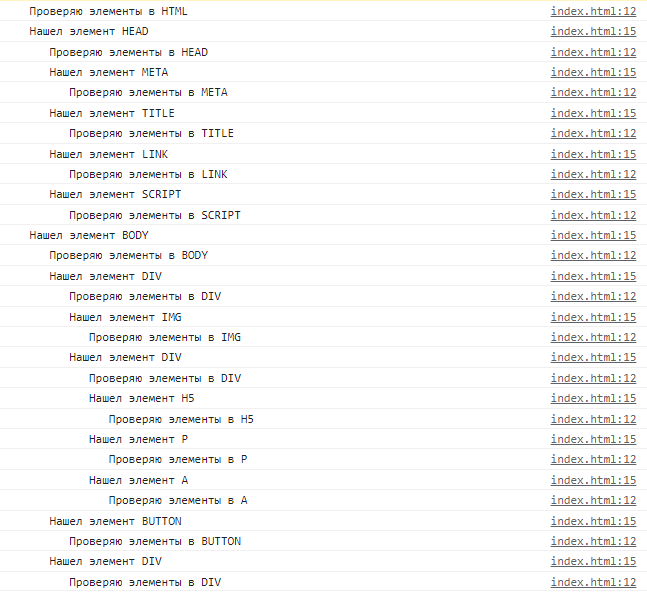 Проверяю элементы в HTML index.html:12
Нашел элемент HEAD index.html:15
Проверяю элементы в HEAD index.html:12
Нашел элемент META index.html:15
Проверяю элементы в META index.html:12
Нашел элемент TITLE index.html:15
Проверяю элементы в TITLE index.html:12
Нашел элемент LINK index.html:15
Проверяю элементы в LINK index.html:12
Нашел элемент SCRIPT index.html:15
Проверяю элементы в SCRIPT index.html:12
Нашел элемент BODY index.html:15
Проверяю элементы в BODY index.html:12
Нашел элемент DIV index.html:15
Проверяю элементы в DIV index.html:12
Нашел элемент IMG index.html:15
Проверяю элементы в IMG index.html:12
Нашел элемент DIV index.html:15
Проверяю элементы в DIV index.html:12
Нашел элемент H5 index.html:15
Проверяю элементы в H5 index.html:12
Нашел элемент P index.html:15
Проверяю элементы в P index.html:12
Нашел элемент A index.html:15
Проверяю элементы в A index.html:12
Нашел элемент BUTTON index.html:15
Проверяю элементы в BUTTON index.html:12
Нашел элемент DIV index.html:15
Проверяю элементы в DIV index.html:12